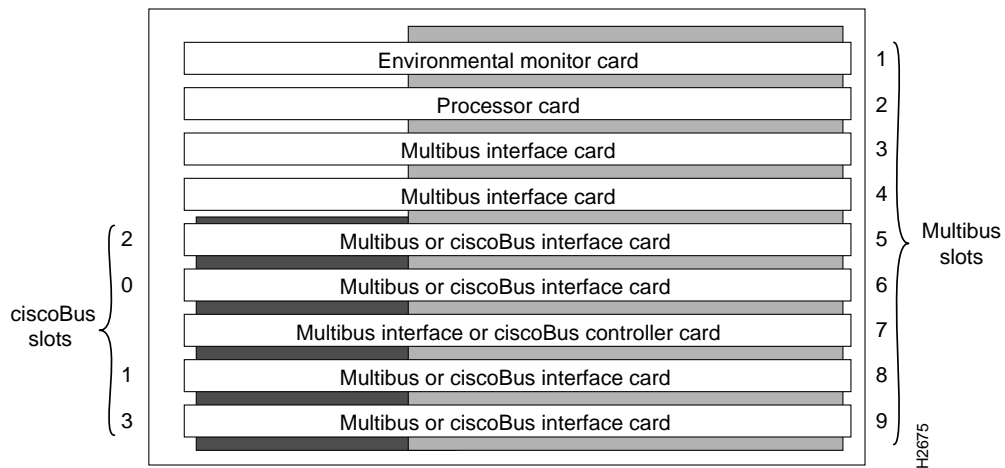 Environmental monitor card 1
Processor card 2
Multibus interface card 3
Multibus interface card 4
2 Multibus or ciscoBus interface card 5
0 Multibus or ciscoBus interface card 6
Multibus interface or ciscoBus controller card 7
1 Multibus or ciscoBus interface card 8
3 Multibus or ciscoBus interface card 9
ciscoBus
slots
Multibus
slots
H2675